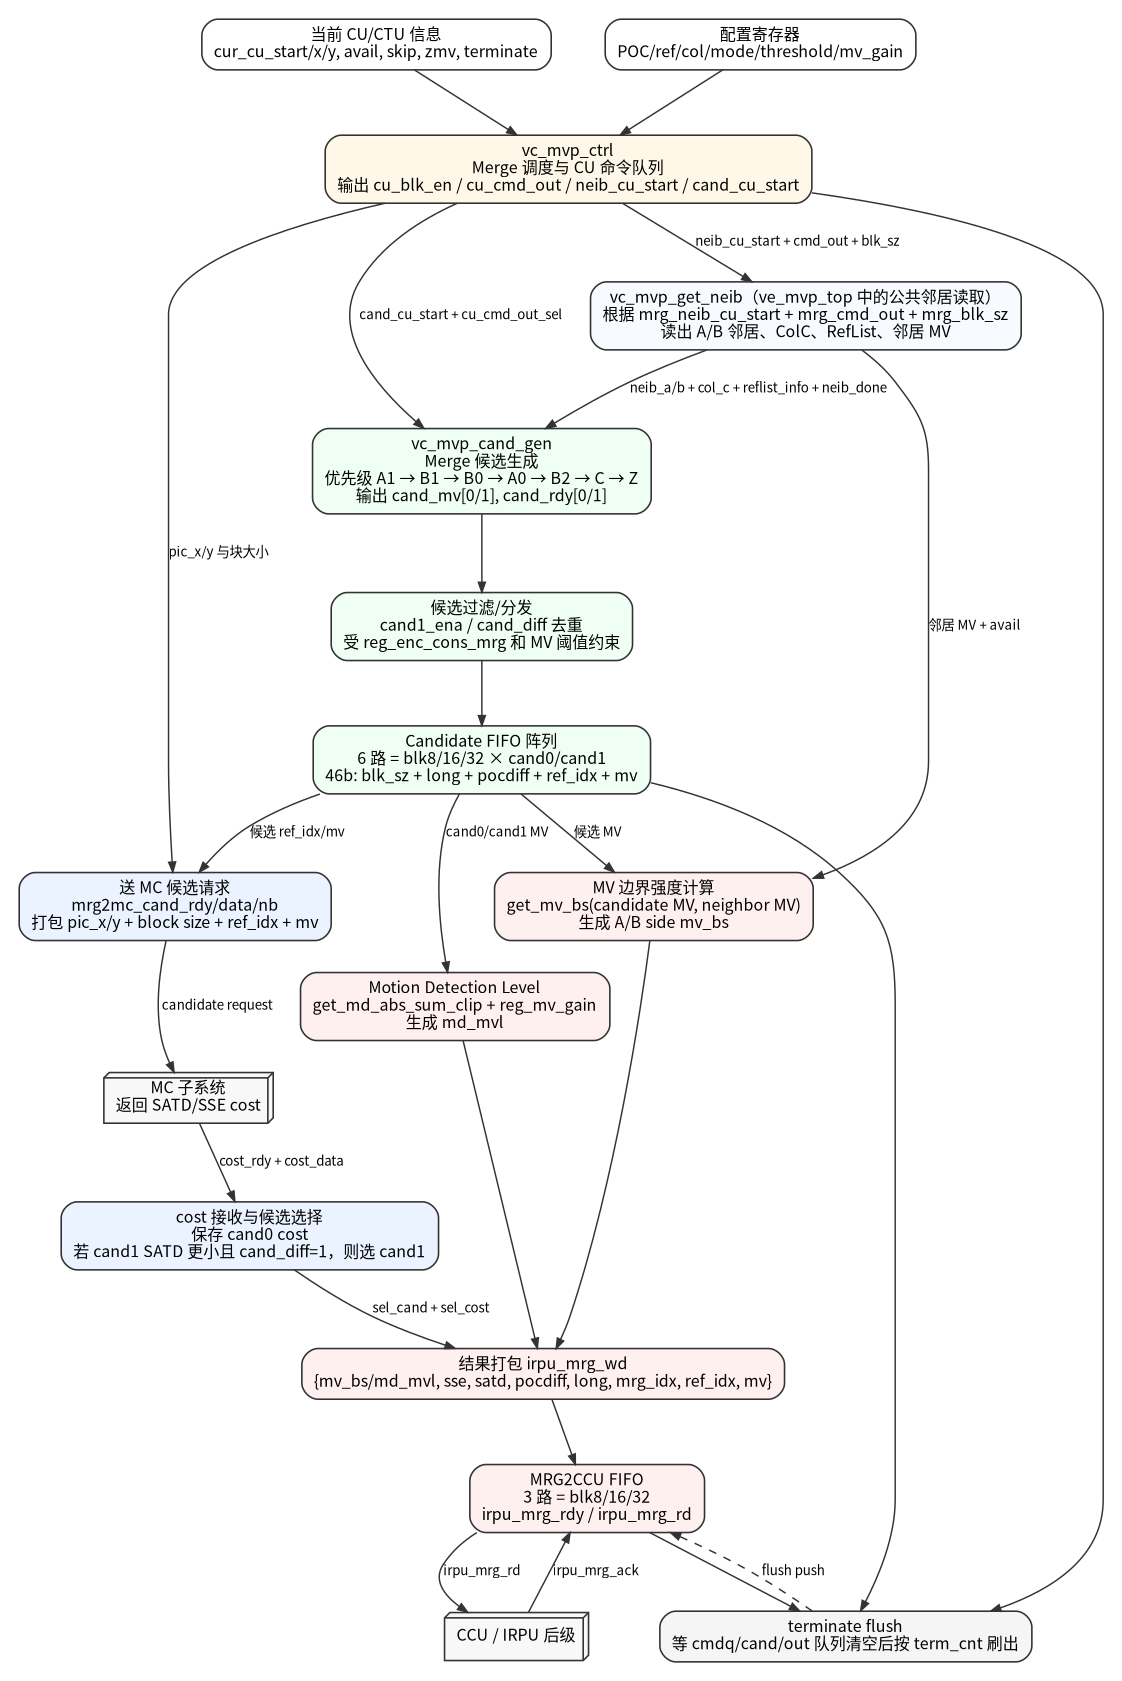 当前 CU/CTU 信息
cur_cu_start/x/y, avail, skip, zmv, terminate
配置寄存器
POC/ref/col/mode/threshold/mv_gain
vc_mvp_ctrl
Merge 调度与 CU 命令队列
输出 cu_blk_en / cu_cmd_out / neib_cu_start / cand_cu_start
neib_cu_start + cmd_out + blk_sz
vc_mvp_get_neib（ve_mvp_top 中的公共邻居读取）
根据 mrg_neib_cu_start + mrg_cmd_out + mrg_blk_sz
读出 A/B 邻居、ColC、RefList、邻居 MV
cand_cu_start + cu_cmd_out_sel
neib_a/b + col_c + reflist_info + neib_done
vc_mvp_cand_gen
Merge 候选生成
优先级 A1 → B1 → B0 → A0 → B2 → C → Z
输出 cand_mv[0/1], cand_rdy[0/1]
pic_x/y 与块大小
候选过滤/分发
cand1_ena / cand_diff 去重
受 reg_enc_cons_mrg 和 MV 阈值约束
邻居 MV + avail
Candidate FIFO 阵列
6 路 = blk8/16/32 × cand0/cand1
46b: blk_sz + long + pocdiff + ref_idx + mv
候选 ref_idx/mv
cand0/cand1 MV
候选 MV
送 MC 候选请求
mrg2mc_cand_rdy/data/nb
打包 pic_x/y + block size + ref_idx + mv
MV 边界强度计算
get_mv_bs(candidate MV, neighbor MV)
生成 A/B side mv_bs
candidate request
Motion Detection Level
get_md_abs_sum_clip + reg_mv_gain
生成 md_mvl
MC 子系统
返回 SATD/SSE cost
cost_rdy + cost_data
cost 接收与候选选择
保存 cand0 cost
若 cand1 SATD 更小且 cand_diff=1，则选 cand1
sel_cand + sel_cost
结果打包 irpu_mrg_wd
{mv_bs/md_mvl, sse, satd, pocdiff, long, mrg_idx, ref_idx, mv}
MRG2CCU FIFO
3 路 = blk8/16/32
irpu_mrg_rdy / irpu_mrg_rd
irpu_mrg_rd
irpu_mrg_ack
flush push
CCU / IRPU 后级
terminate flush
等 cmdq/cand/out 队列清空后按 term_cnt 刷出